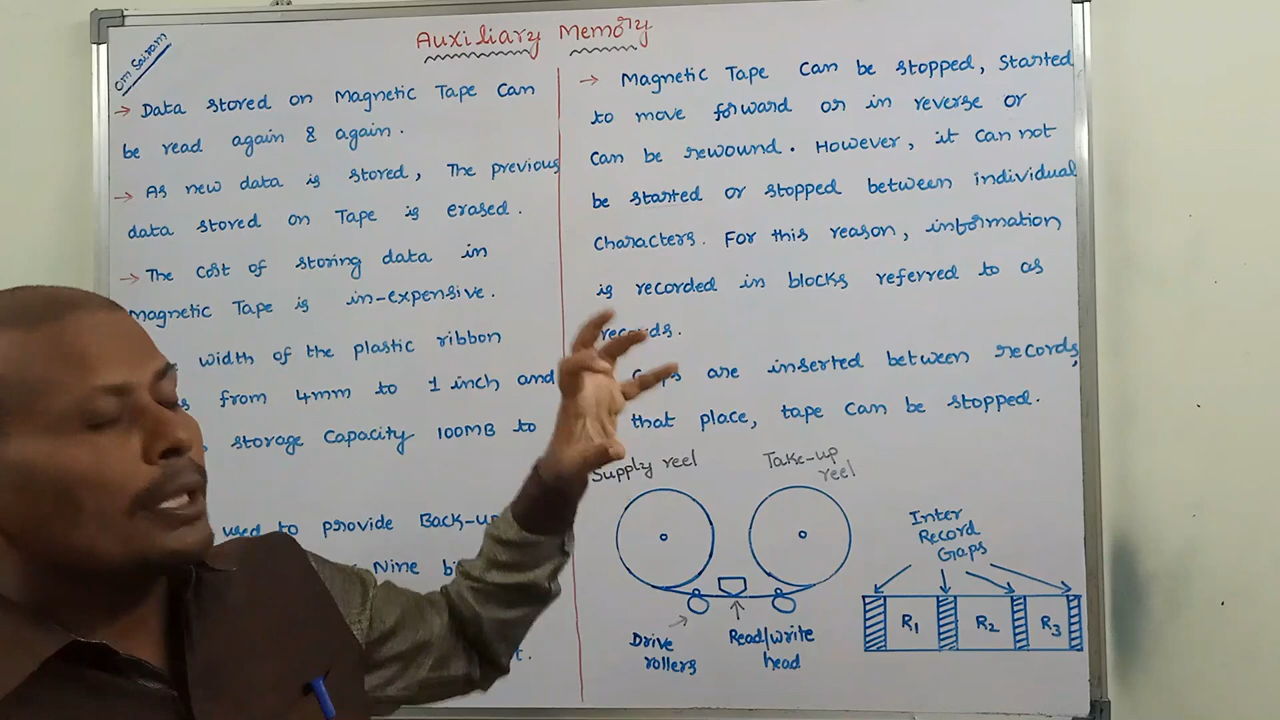 Om Sairam
Auxiliary Memory
→ Data stored on Magnetic Tape Can
be read again & again.
→ As new data is stored, The previous
data stored on Tape is erased.
→ The cost of storing data in
magnetic Tape is in-expensive.
width of the plastic ribbon
from 4mm to 1 inch and
storage Capacity 100MB to
used to provide Back-up
Nine
→ Magnetic Tape Can be stopped, Started
to move forward or in reverse or
Can be rewound. However, it can not
be started or stopped between individual
characters. For this reason, information
is recorded in blocks referred to as
records.
Gaps are inserted between records,
that place, tape can be stopped.
Supply reel
Take-up
reel
Drive
rollers
Read/write
head
Inter
Record
Gaps
R1 R2 R3